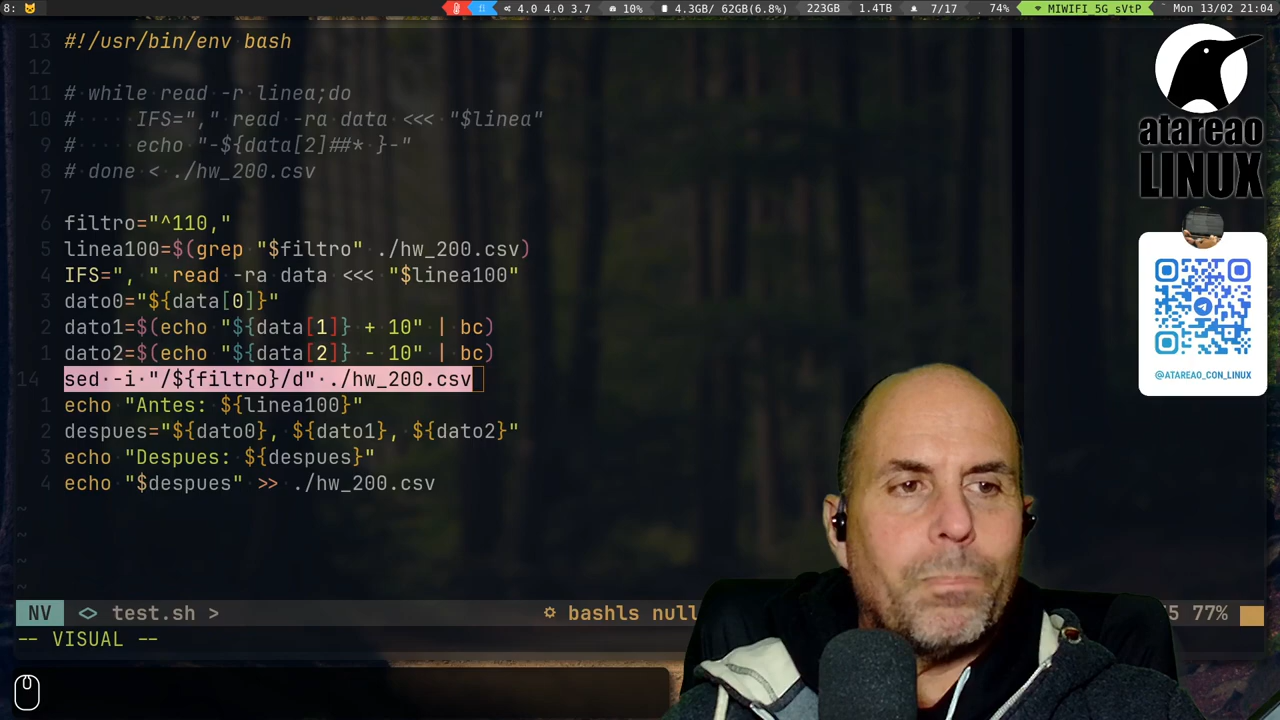 8: 4.0 4.0 3.7 10% 4.3GB/ 62GB(6.8%) 223GB 1.4TB 7/17 74% MIWIFI_5G_sVtP Mon 13/02 21:04
13 #!/usr/bin/env bash
12
11 # while read -r linea;do
10 #     IFS="," read -ra data <<< "$linea"
9 #     echo "-${data[2]##* }-"
8 # done < ./hw_200.csv
7
6 filtro="^110,"
5 linea100=$(grep "$filtro" ./hw_200.csv)
4 IFS=", " read -ra data <<< "$linea100"
3 dato0="${data[0]}"
2 dato1=$(echo "${data[1]} + 10" | bc)
1 dato2=$(echo "${data[2]} - 10" | bc)
14 sed -i "/${filtro}/d" ./hw_200.csv
1 echo "Antes: ${linea100}"
2 despues="${dato0}, ${dato1}, ${dato2}"
3 echo "Despues: ${despues}"
4 echo "$despues" >> ./hw_200.csv
~
~
~
~
NV <> test.sh > bashls null 5 77%
-- VISUAL --
atareao
LINUX
@ATAREAO_CON_LINUX